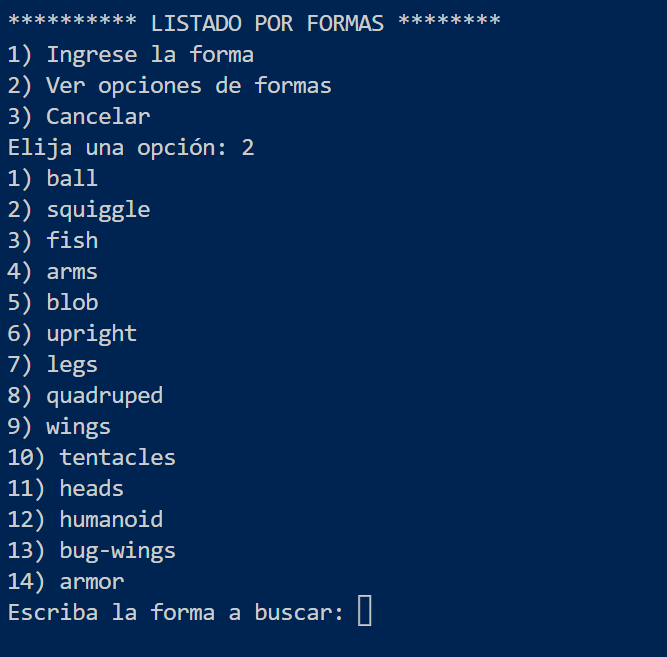 ********** LISTADO POR FORMAS ********
1) Ingrese la forma
2) Ver opciones de formas
3) Cancelar
Elija una opción: 2
1) ball
2) squiggle
3) fish
4) arms
5) blob
6) upright
7) legs
8) quadruped
9) wings
10) tentacles
11) heads
12) humanoid
13) bug-wings
14) armor
Escriba la forma a buscar: